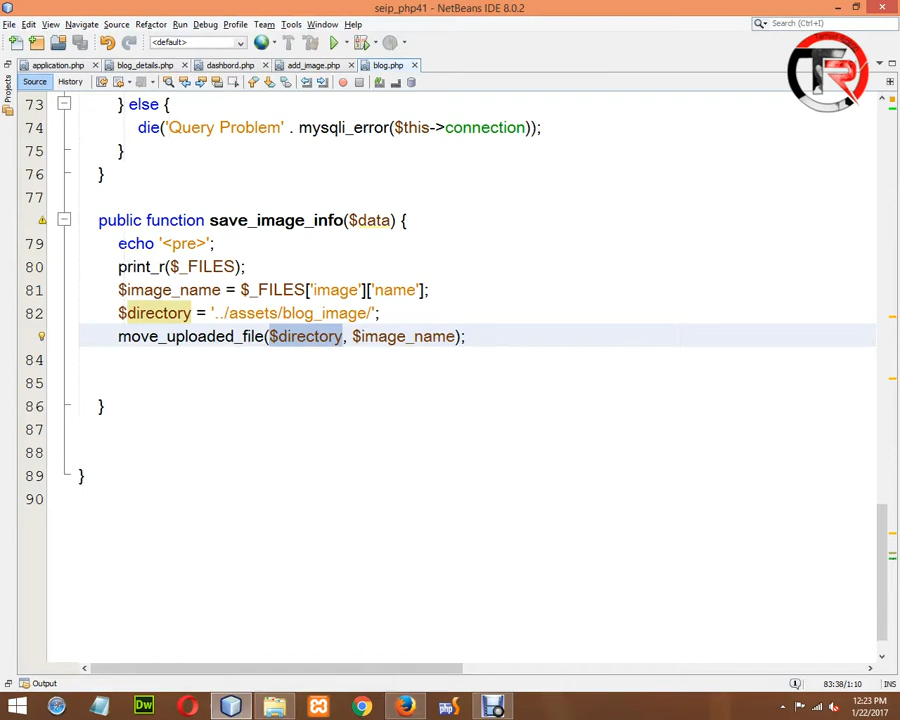 seip_php41 - NetBeans IDE 8.0.2
File Edit View Navigate Source Refactor Run Debug Profile Team Tools Window Help
Search (Ctrl+I)
<default>
TR
application.php blog_details.php dashbord.php add_image.php blog.php
Source History
Projects
73 } else {
74 die('Query Problem' . mysqli_error($this->connection));
75 }
76 }
77
public function save_image_info($data) {
79 echo '<pre>';
80 print_r($_FILES);
81 $image_name = $_FILES['image']['name'];
82 $directory = '../assets/blog_image/';
move_uploaded_file($directory, $image_name);
84
85
86 }
87
88
89 }
90
Output
83:38/1:10 INS
Dw
php
12:23 PM
1/22/2017